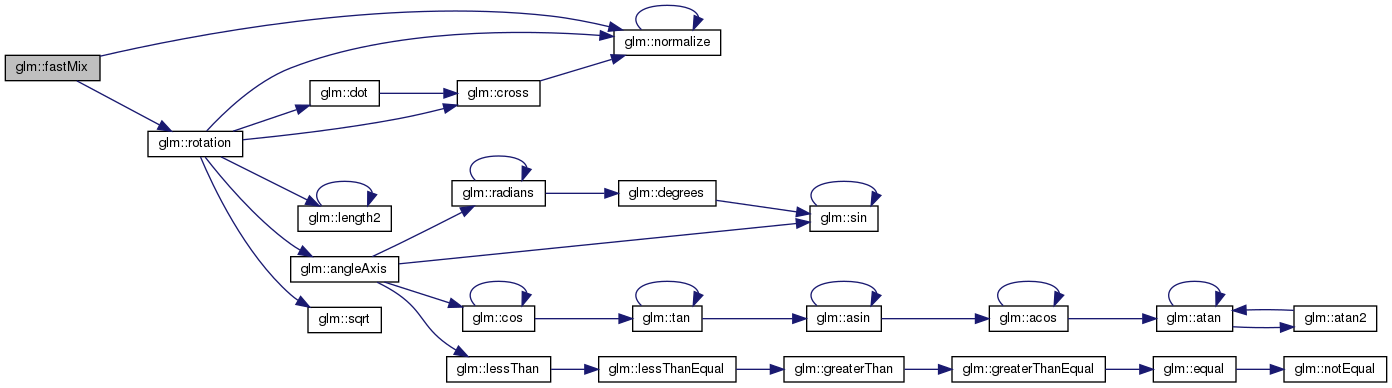 glm::fastMix
glm::normalize
glm::dot
glm::cross
glm::rotation
glm::radians
glm::degrees
glm::length2
glm::sin
glm::angleAxis
glm::sqrt
glm::cos
glm::tan
glm::asin
glm::acos
glm::atan
glm::atan2
glm::lessThan
glm::lessThanEqual
glm::greaterThan
glm::greaterThanEqual
glm::equal
glm::notEqual